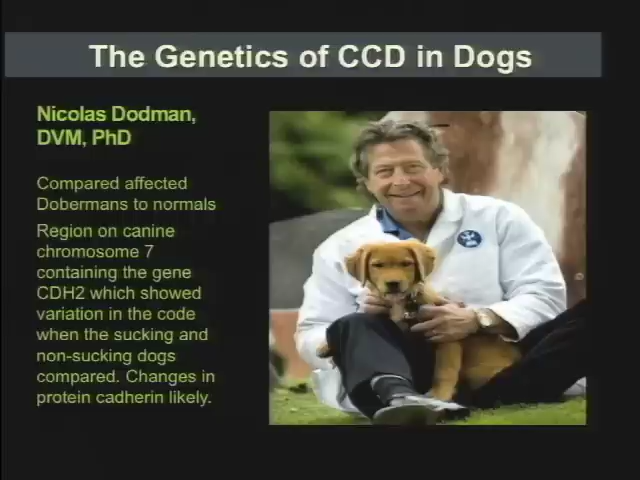 The Genetics of CCD in Dogs
Nicolas Dodman,
DVM, PhD
Compared affected
Dobermans to normals
Region on canine
chromosome 7
containing the gene
CDH2 which showed
variation in the code
when the sucking and
non-sucking dogs
compared. Changes in
protein cadherin likely.